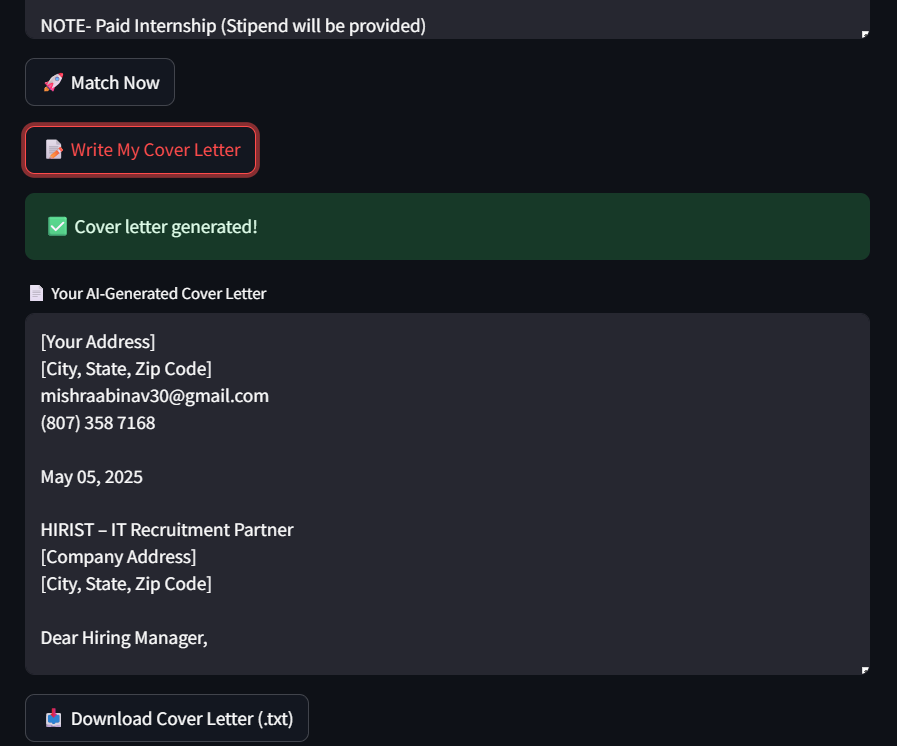 NOTE- Paid Internship (Stipend will be provided)
🚀 Match Now
📝 Write My Cover Letter
✅ Cover letter generated!
📄 Your AI-Generated Cover Letter
[Your Address]
[City, State, Zip Code]
mishraabinav30@gmail.com
(807) 358 7168
May 05, 2025
HIRIST – IT Recruitment Partner
[Company Address]
[City, State, Zip Code]
Dear Hiring Manager,
📥 Download Cover Letter (.txt)